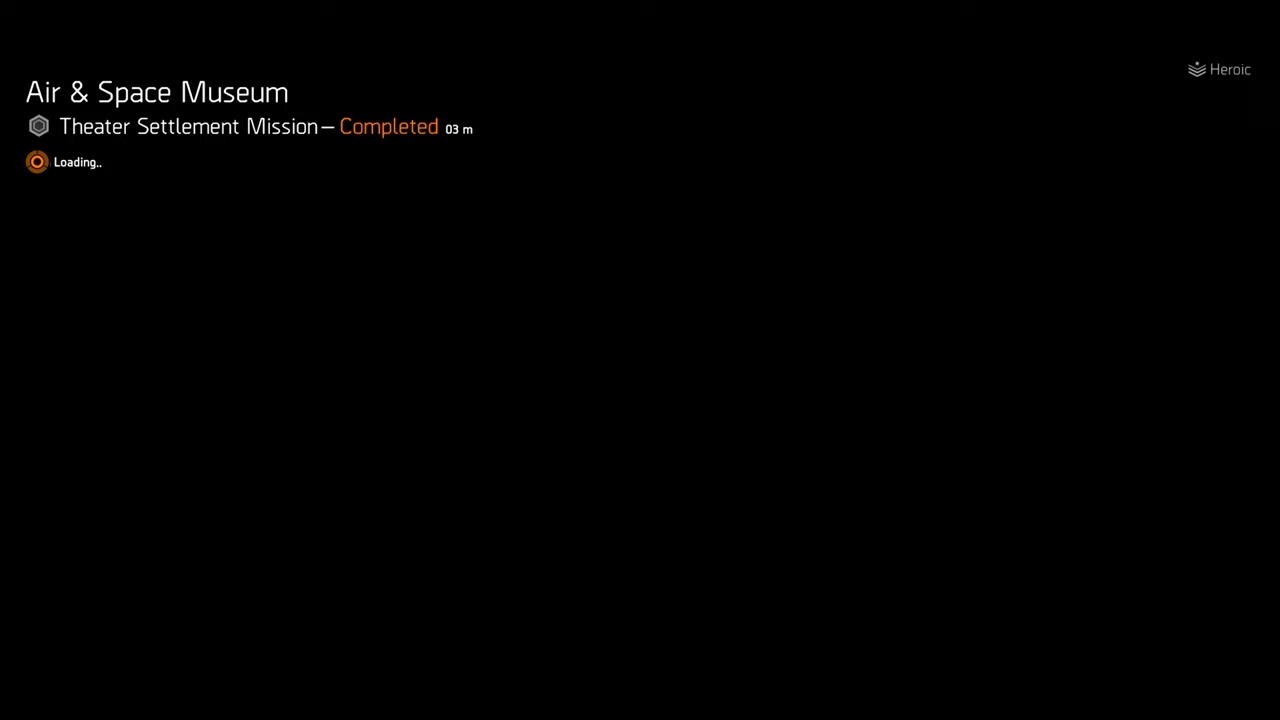 Heroic
Air & Space Museum
Theater Settlement Mission – Completed 03 m
Loading..